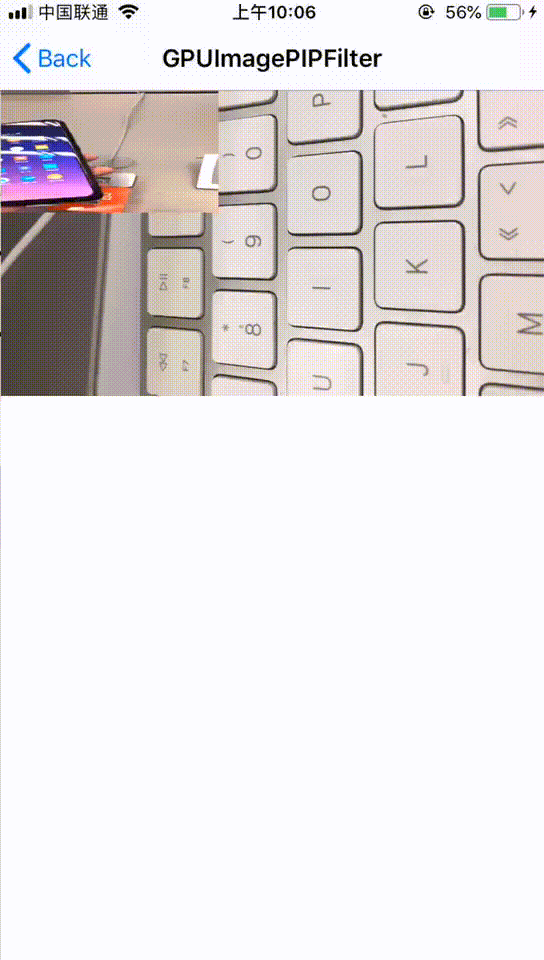 中国联通
上午10:06
56%
Back
GPUImagePIPFilter
P
0
)
O
L
9
(
I
K
<
F8
8
*
U
J
M
F7